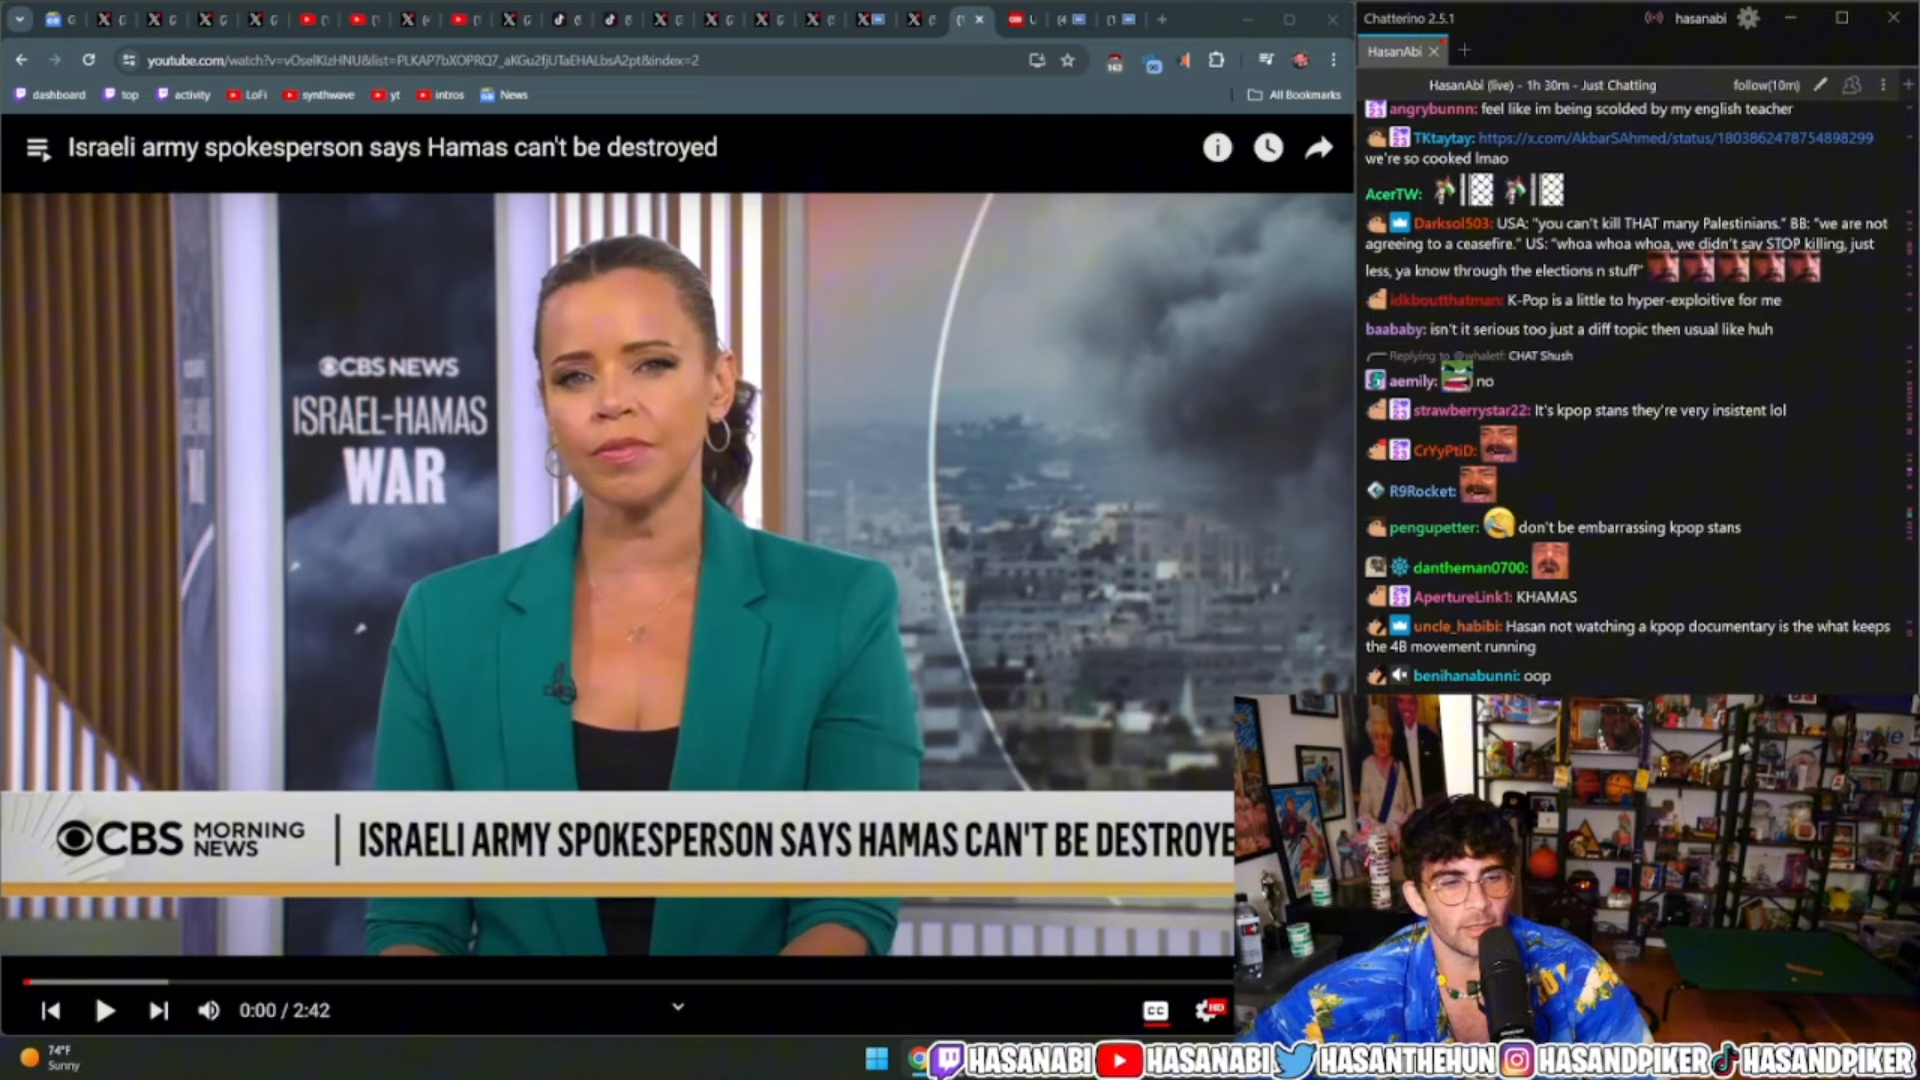 youtube.com/watch?v=vOselKlzHNU&list=PLKAP7bXOPRQ7_aKGu2fjUTaEHALbsA2pt&index=2
163
90
dashboard
top
activity
LoFi
synthwave
yt
intros
News
All Bookmarks
Israeli army spokesperson says Hamas can't be destroyed
CBS NEWS
ISRAEL-HAMAS
WAR
CBS MORNING NEWS
ISRAELI ARMY SPOKESPERSON SAYS HAMAS CAN'T BE DESTROYE
0:00 / 2:42
CC
HD
74°F
Sunny
Chatterino 2.5.1
hasanabi
HasanAbi
HasanAbi (live) - 1h 30m - Just Chatting
follow(10m)
angrybunnn: feel like im being scolded by my english teacher
TKtaytay: https://x.com/AkbarSAhmed/status/1803862478754898299
we're so cooked lmao
AcerTW:
Darksol503: USA: "you can't kill THAT many Palestinians." BB: "we are not
agreeing to a ceasefire." US: "whoa whoa whoa, we didn't say STOP killing, just
less, ya know through the elections n stuff"
idkboutthatman: K-Pop is a little to hyper-exploitive for me
baababy: isn't it serious too just a diff topic then usual like huh
Replying to @whaletf: CHAT Shush
aemily: no
strawberrystar22: It's kpop stans they're very insistent lol
CrYyPtiD:
R9Rocket:
pengupetter: don't be embarrassing kpop stans
dantheman0700:
ApertureLink1: KHAMAS
uncle_habibi: Hasan not watching a kpop documentary is the what keeps
the 4B movement running
benihanabunni: oop
HASANABI HASANABI HASANTHEHUN HASANDPIKER HASANDPIKER